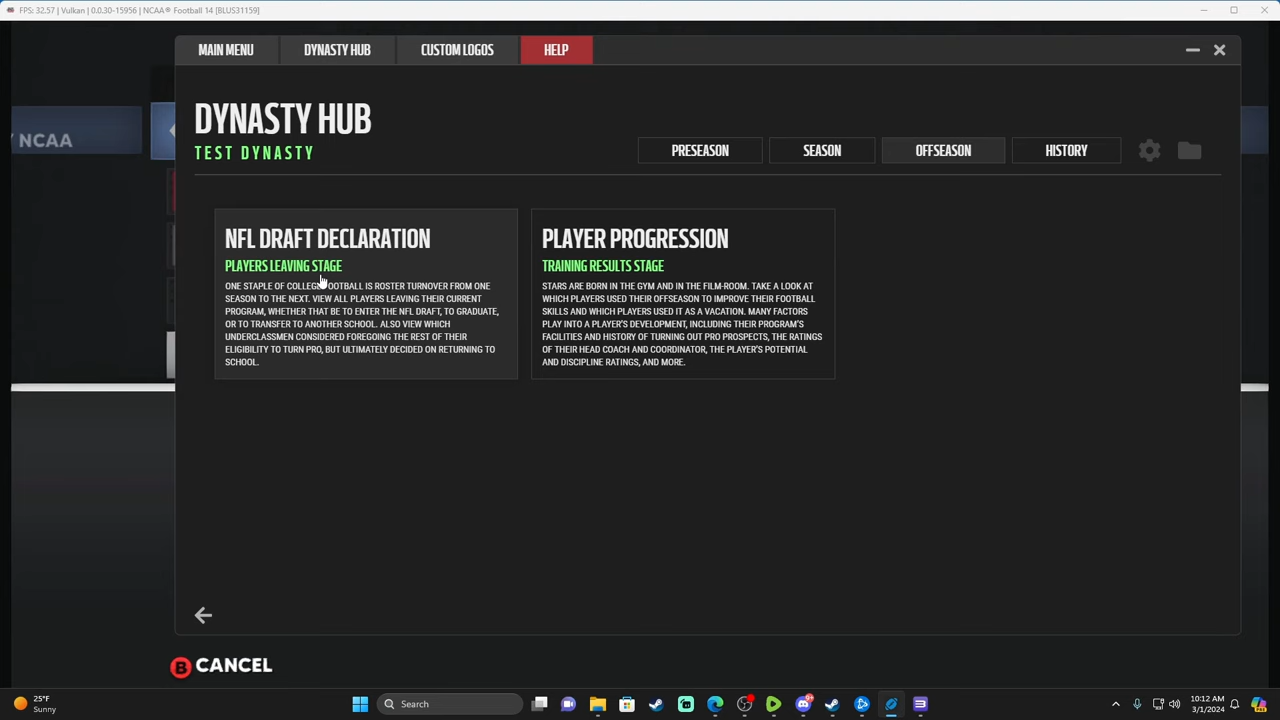 FPS: 32.57 | Vulkan | 0.0.30-15956 | NCAA® Football 14 [BLUS31159]
MAIN MENU
DYNASTY HUB
CUSTOM LOGOS
HELP
DYNASTY HUB
TEST DYNASTY
PRESEASON
SEASON
OFFSEASON
HISTORY
Y NCAA
NFL DRAFT DECLARATION
PLAYERS LEAVING STAGE
ONE STAPLE OF COLLEGE FOOTBALL IS ROSTER TURNOVER FROM ONE
SEASON TO THE NEXT. VIEW ALL PLAYERS LEAVING THEIR CURRENT
PROGRAM, WHETHER THAT BE TO ENTER THE NFL DRAFT, TO GRADUATE,
OR TO TRANSFER TO ANOTHER SCHOOL. ALSO VIEW WHICH
UNDERCLASSMEN CONSIDERED FOREGOING THE REST OF THEIR
ELIGIBILITY TO TURN PRO, BUT ULTIMATELY DECIDED ON RETURNING TO
SCHOOL.
PLAYER PROGRESSION
TRAINING RESULTS STAGE
STARS ARE BORN IN THE GYM AND IN THE FILM-ROOM. TAKE A LOOK AT
WHICH PLAYERS USED THEIR OFFSEASON TO IMPROVE THEIR FOOTBALL
SKILLS AND WHICH PLAYERS USED IT AS A VACATION. MANY FACTORS
PLAY INTO A PLAYER'S DEVELOPMENT, INCLUDING THEIR PROGRAM'S
FACILITIES AND HISTORY OF TURNING OUT PRO PROSPECTS, THE RATINGS
OF THEIR HEAD COACH AND COORDINATOR, THE PLAYER'S POTENTIAL
AND DISCIPLINE RATINGS, AND MORE.
B CANCEL
25°F
Sunny
Search
10:12 AM
3/1/2024